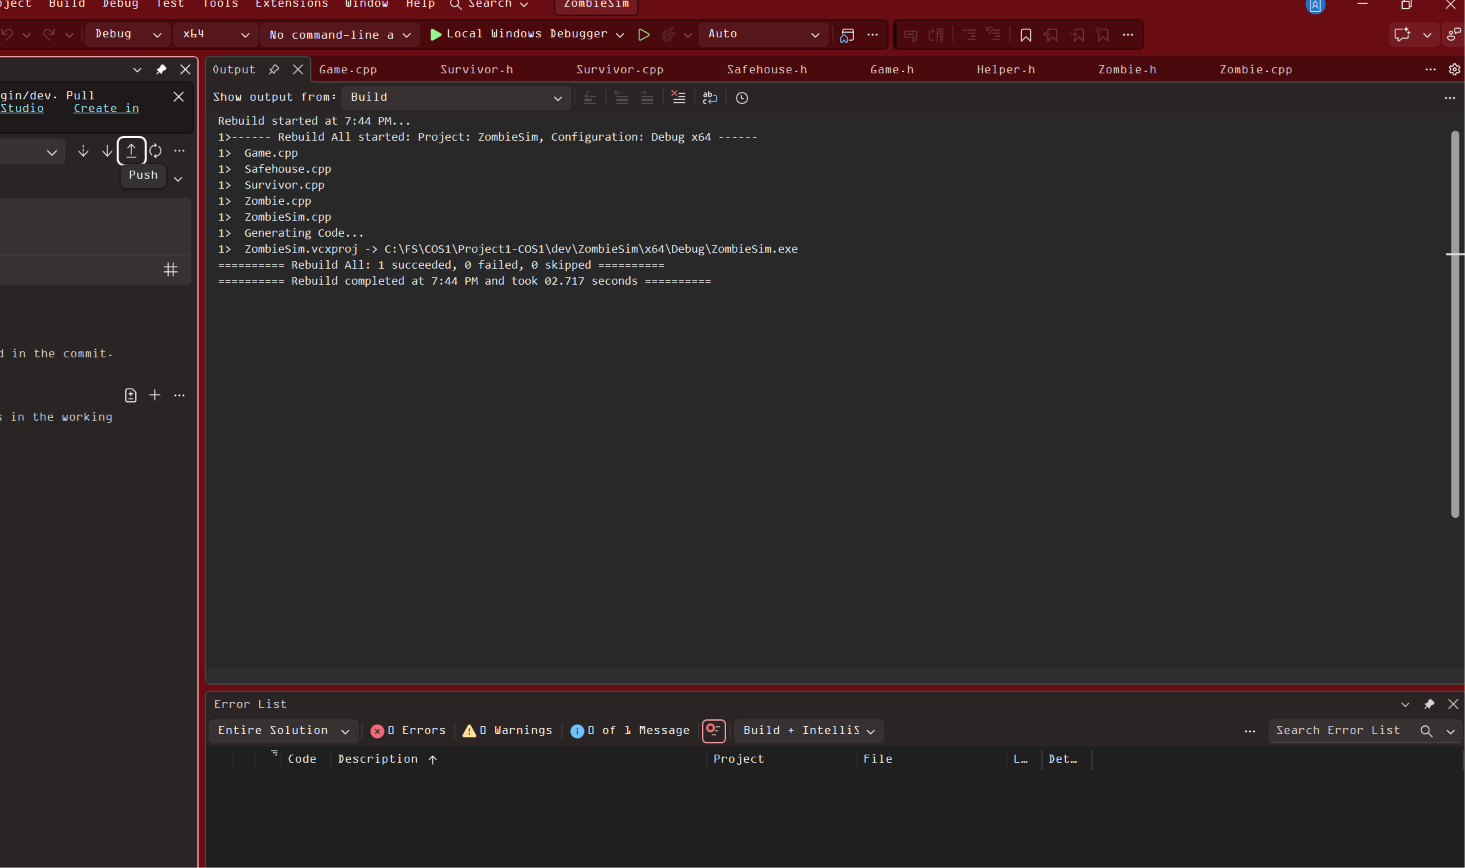 Build Debug Test Tools Extensions Window Help Search ZombieSim
Debug x64 No command-line a Local Windows Debugger Auto
Output Game.cpp Survivor.h Survivor.cpp Safehouse.h Game.h Helper.h Zombie.h Zombie.cpp
gin/dev. Pull
Studio Create in
Push
d in the commit.
s in the working
Show output from: Build
Rebuild started at 7:44 PM...
1>------ Rebuild All started: Project: ZombieSim, Configuration: Debug x64 ------
1> Game.cpp
1> Safehouse.cpp
1> Survivor.cpp
1> Zombie.cpp
1> ZombieSim.cpp
1> Generating Code...
1> ZombieSim.vcxproj -> C:\FS\COS1\Project1-COS1\dev\ZombieSim\x64\Debug\ZombieSim.exe
========== Rebuild All: 1 succeeded, 0 failed, 0 skipped ==========
========== Rebuild completed at 7:44 PM and took 02.717 seconds ==========
Error List
Entire Solution 0 Errors 0 Warnings 0 of 1 Message Build + IntelliS Search Error List
Code Description Project File L… Det…